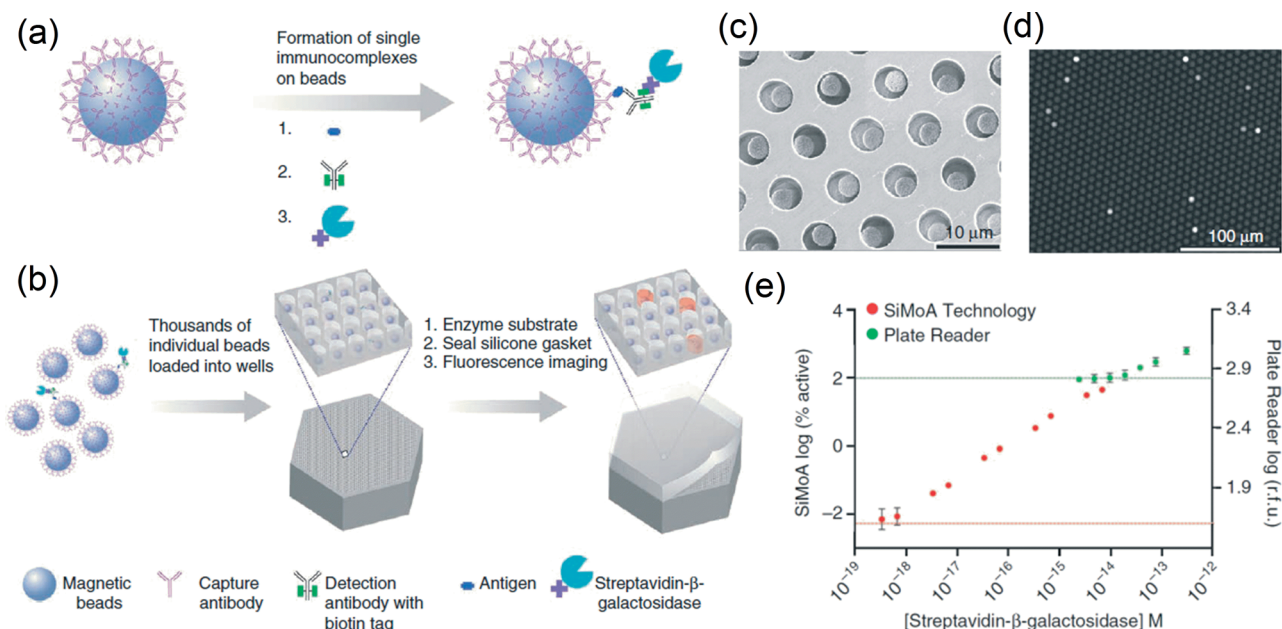 (a)
Formation of single
immunocomplexes
on beads
1.
2.
3.
(b)
Thousands of
individual beads
loaded into wells
1. Enzyme substrate
2. Seal silicone gasket
3. Fluorescence imaging
Magnetic
beads
Capture
antibody
Detection
antibody with
biotin tag
Antigen
Streptavidin-β-
galactosidase
(c)
10 μm
(d)
100 μm
(e)
SiMoA Technology
Plate Reader
SiMoA log (% active)
4
2
0
−2
Plate Reader log (r.f.u.)
3.4
2.9
2.4
1.9
10⁻¹⁹
10⁻¹⁸
10⁻¹⁷
10⁻¹⁶
10⁻¹⁵
10⁻¹⁴
10⁻¹³
10⁻¹²
[Streptavidin-β-galactosidase] M